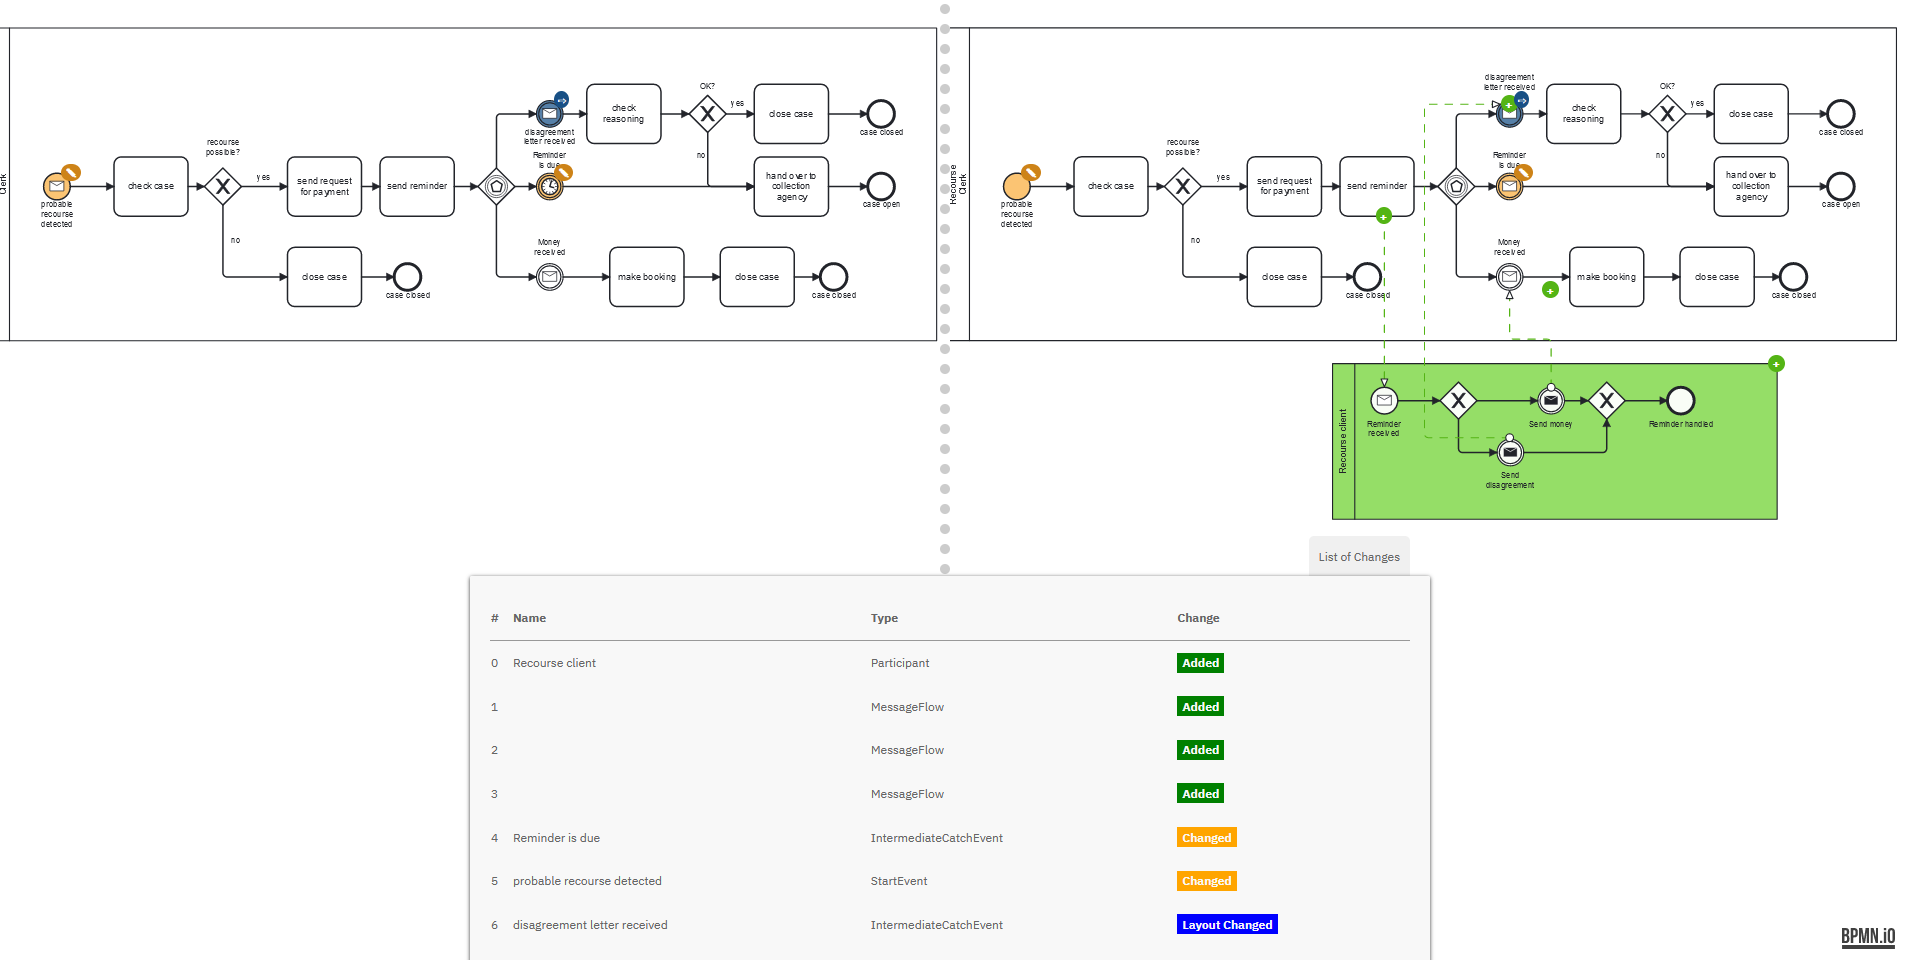 Clerk
probable
recourse
detected
check case
recourse
possible?
yes
no
send request
for payment
send reminder
close case
case closed
disagreement
letter received
Reminder
is due
Money
received
check
reasoning
OK?
yes
no
close case
case closed
hand over to
collection
agency
case open
make booking
close case
case closed
Recourse
Clerk
probable
recourse
detected
check case
recourse
possible?
yes
no
send request
for payment
send reminder
close case
case closed
disagreement
letter received
Reminder
is due
Money
received
check
reasoning
OK?
yes
no
close case
case closed
hand over to
collection
agency
case open
make booking
close case
case closed
Recourse client
Reminder
received
Send money
Send
disagreement
Reminder handled
List of Changes
# Name Type Change
0 Recourse client Participant Added
1 MessageFlow Added
2 MessageFlow Added
3 MessageFlow Added
4 Reminder is due IntermediateCatchEvent Changed
5 probable recourse detected StartEvent Changed
6 disagreement letter received IntermediateCatchEvent Layout Changed
BPMN.iO